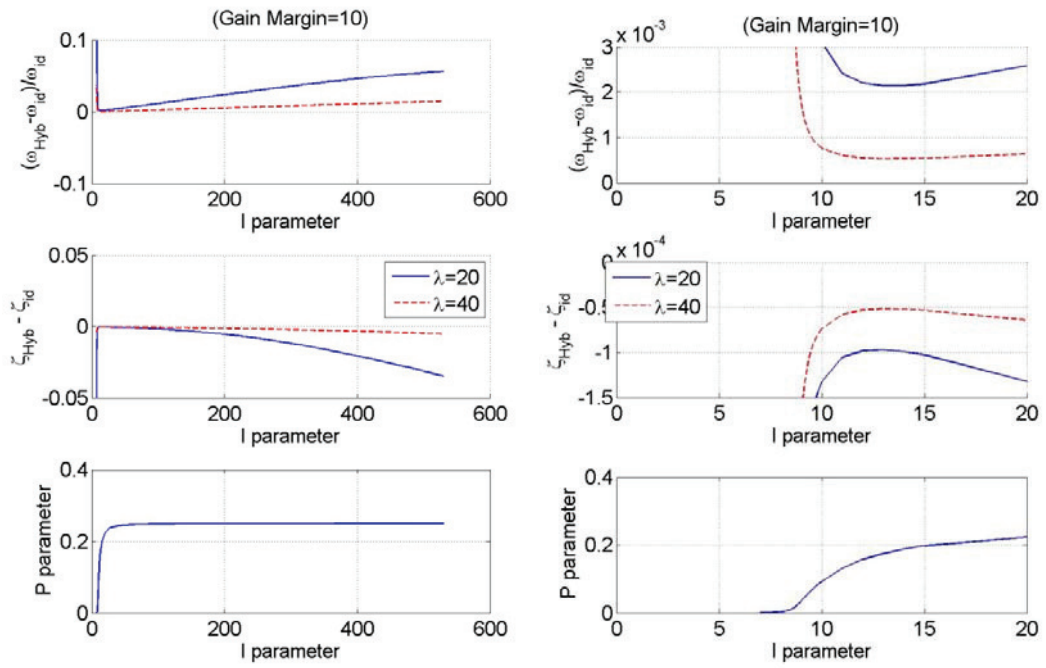 (Gain Margin=10)
0.1
0
-0.1
(ωHyb-ωid)/ωid
0 200 400 600
I parameter
(Gain Margin=10)
x 10-3
3
2
1
0
(ωHyb-ωid)/ωid
0 5 10 15 20
I parameter
0.05
0
-0.05
ζHyb - ζid
λ=20
λ=40
0 200 400 600
I parameter
x 10-4
0
-0.5
-1
-1.5
ζHyb - ζid
λ=20
λ=40
0 5 10 15 20
I parameter
0.4
0.2
0
P parameter
0 200 400 600
I parameter
0.4
0.2
0
P parameter
0 5 10 15 20
I parameter